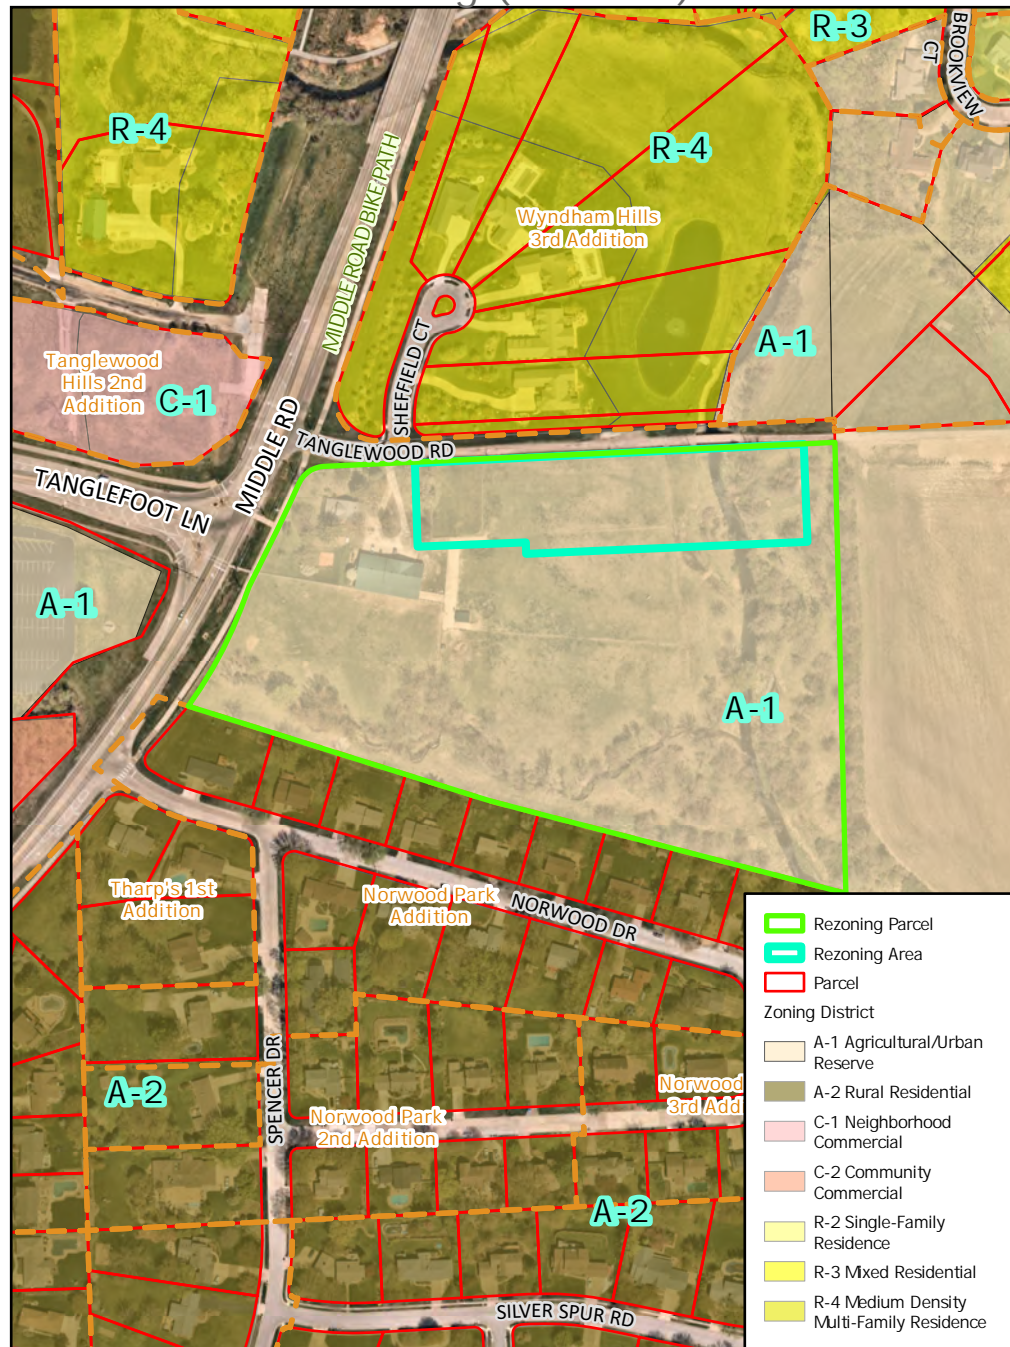 R-3
BROOKVIEW
CT
R-4
R-4
MIDDLE ROAD BIKE PATH
Wyndham Hills
3rd Addition
A-1
SHEFFIELD CT
Tanglewood
Hills 2nd
Addition
C-1
MIDDLE RD
TANGLEWOOD RD
TANGLEFOOT LN
A-1
A-1
Tharp's 1st
Addition
Norwood Park
Addition
NORWOOD DR
SPENCER DR
A-2
Norwood Park
2nd Addition
Norwood
3rd Add
A-2
SILVER SPUR RD
Rezoning Parcel
Rezoning Area
Parcel
Zoning District
A-1 Agricultural/Urban
Reserve
A-2 Rural Residential
C-1 Neighborhood
Commercial
C-2 Community
Commercial
R-2 Single-Family
Residence
R-3 Mixed Residential
R-4 Medium Density
Multi-Family Residence